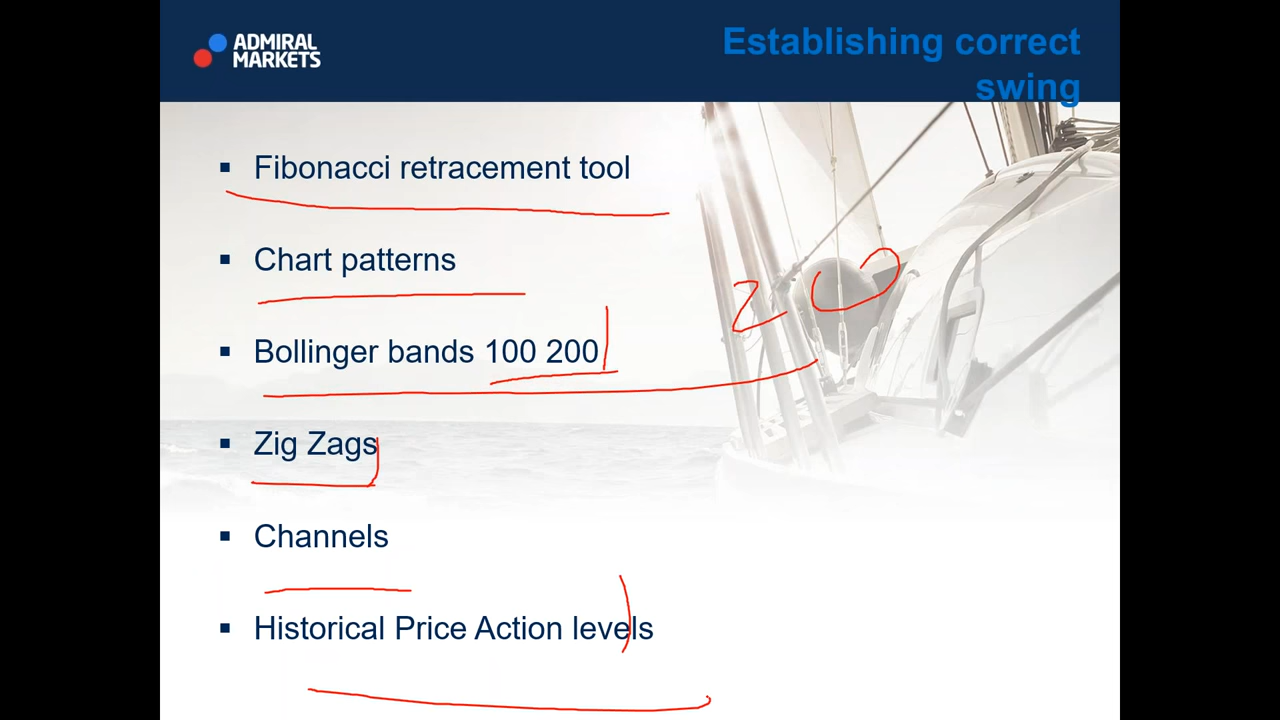 ADMIRAL
MARKETS
Establishing correct
swing
▪ Fibonacci retracement tool
▪ Chart patterns
▪ Bollinger bands 100 200
20
▪ Zig Zags
▪ Channels
▪ Historical Price Action levels